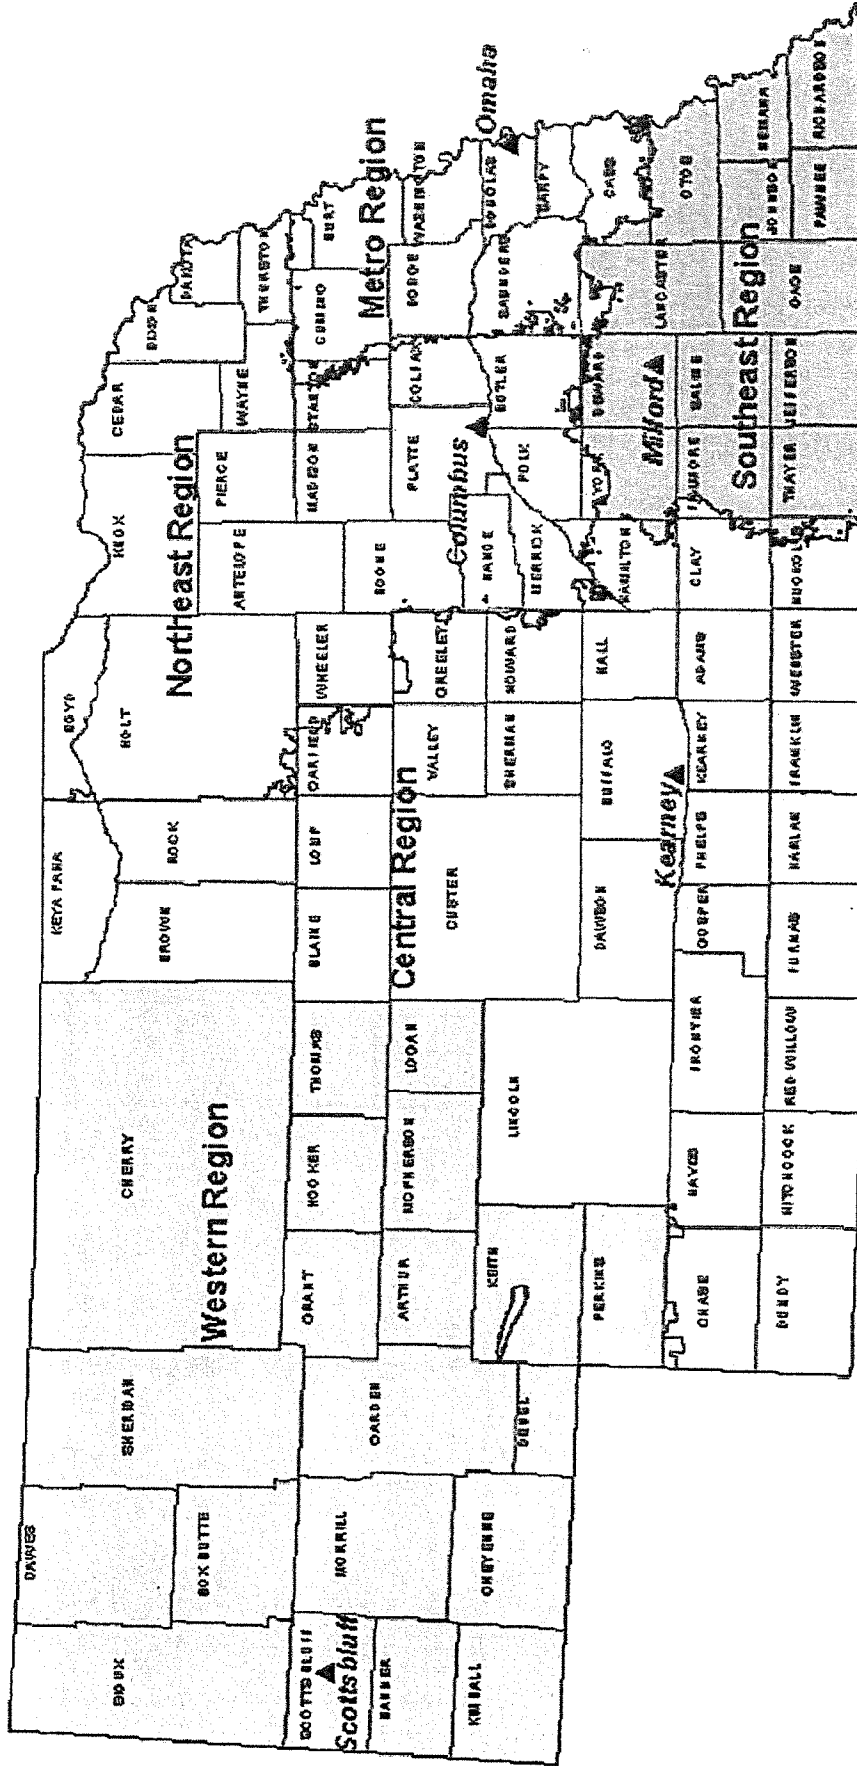 SIOUX
DAWES
BOX BUTTE
SHERIDAN
CHERRY
KEYA PAHA
BROWN
ROCK
BOYD
HOLT
KNOX
CEDAR
DIXON
DAKOTA
Western Region
Northeast Region
ANTELOPE
PIERCE
WAYNE
THURSTON
SCOTTS BLUFF
Scottsbluff
BANNER
KIMBALL
MORRILL
CHEYENNE
GARDEN
DEUEL
GRANT
HOOKER
THOMAS
BLAINE
LOUP
GARFIELD
WHEELER
BOONE
MADISON
STANTON
CUMING
BURT
Metro Region
ARTHUR
MCPHERSON
LOGAN
Central Region
CUSTER
VALLEY
GREELEY
Columbus
NANCE
PLATTE
COLFAX
DODGE
WASHINGTON
Omaha
KEITH
LINCOLN
SHERMAN
HOWARD
MERRICK
POLK
BUTLER
SAUNDERS
DOUGLAS
SARPY
PERKINS
DAWSON
BUFFALO
Kearney
HALL
HAMILTON
YORK
SEWARD
Milford
LANCASTER
CASS
OTOE
CHASE
HAYES
FRONTIER
GOSPER
PHELPS
KEARNEY
ADAMS
CLAY
FILLMORE
SALINE
Southeast Region
GAGE
JOHNSON
NEMAHA
DUNDY
HITCHCOCK
RED WILLOW
FURNAS
HARLAN
FRANKLIN
WEBSTER
NUCKOLLS
THAYER
JEFFERSON
PAWNEE
RICHARDSON